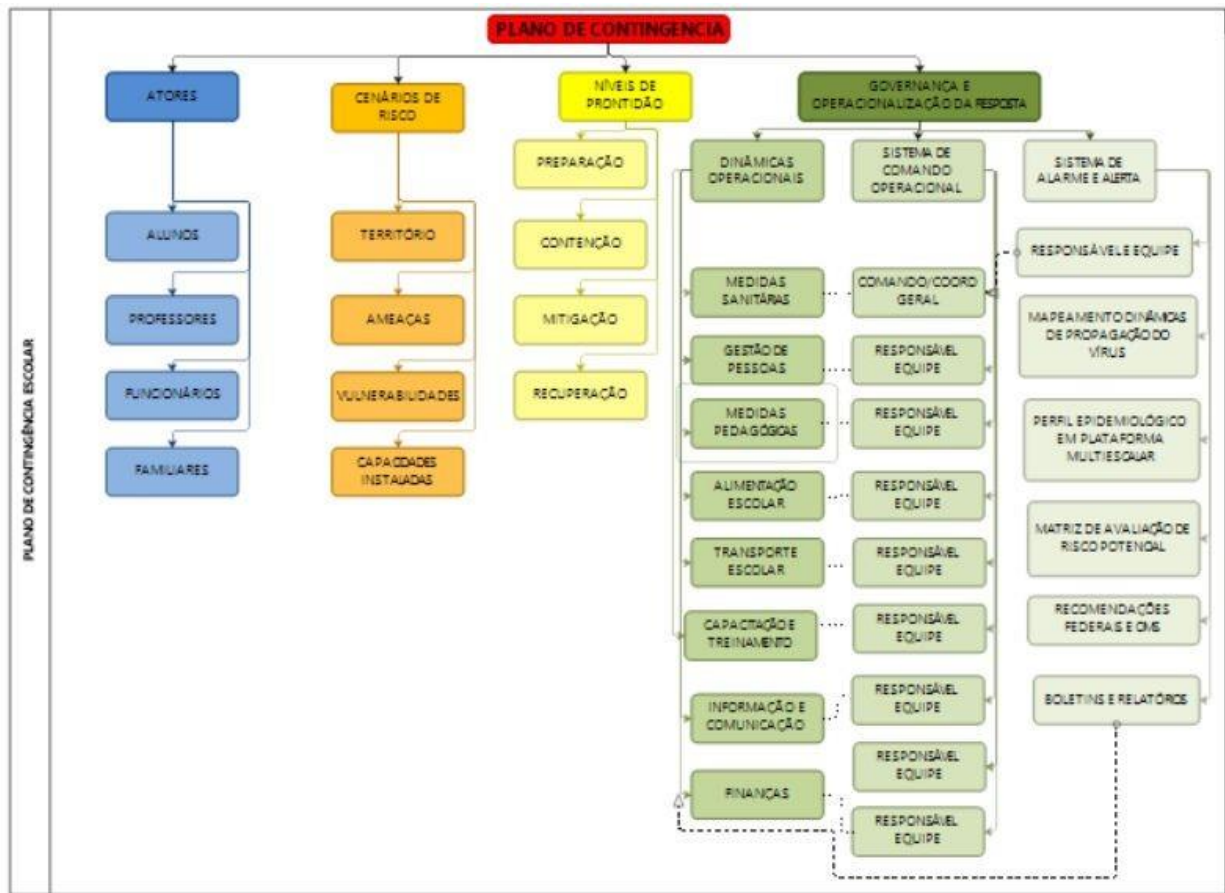 PLANO DE CONTINGENCIA
PLANO DE CONTINGÊNCIA ESCOLAR
ATORES
ALUNOS
PROFESSORES
FUNCIONÁRIOS
FAMILIARES
CENÁRIOS DE
RISCO
TERRITÓRIO
AMEAÇAS
VULNERABILIDADES
CAPACIDADES
INSTALADAS
NÍVEIS DE
PRONTIDÃO
PREPARAÇÃO
CONTENÇÃO
MITIGAÇÃO
RECUPERAÇÃO
GOVERNANÇA E
OPERACIONALIZAÇÃO DA RESPOSTA
DINÂMICAS
OPERACIONAIS
MEDIDAS
SANITÁRIAS
GESTÃO DE
PESSOAS
MEDIDAS
PEDAGÓGICAS
ALIMENTAÇÃO
ESCOLAR
TRANSPORTE
ESCOLAR
CAPACITAÇÃO E
TREINAMENTO
INFORMAÇÃO E
COMUNICAÇÃO
FINANÇAS
SISTEMA DE
COMANDO
OPERACIONAL
COMANDO/COORD
GERAL
RESPONSÁVEL
EQUIPE
RESPONSÁVEL
EQUIPE
RESPONSÁVEL
EQUIPE
RESPONSÁVEL
EQUIPE
RESPONSÁVEL
EQUIPE
RESPONSÁVEL
EQUIPE
RESPONSÁVEL
EQUIPE
RESPONSÁVEL
EQUIPE
SISTEMA DE
ALARME E ALERTA
RESPONSÁVEL E EQUIPE
MAPEAMENTO DINÂMICAS
DE PROPAGAÇÃO DO
VÍRUS
PERFIL EPIDEMIOLÓGICO
EM PLATAFORMA
MULTIESCALAR
MATRIZ DE AVALIAÇÃO DE
RISCO POTENCIAL
RECOMENDAÇÕES
FEDERAIS E OMS
BOLETINS E RELATÓRIOS